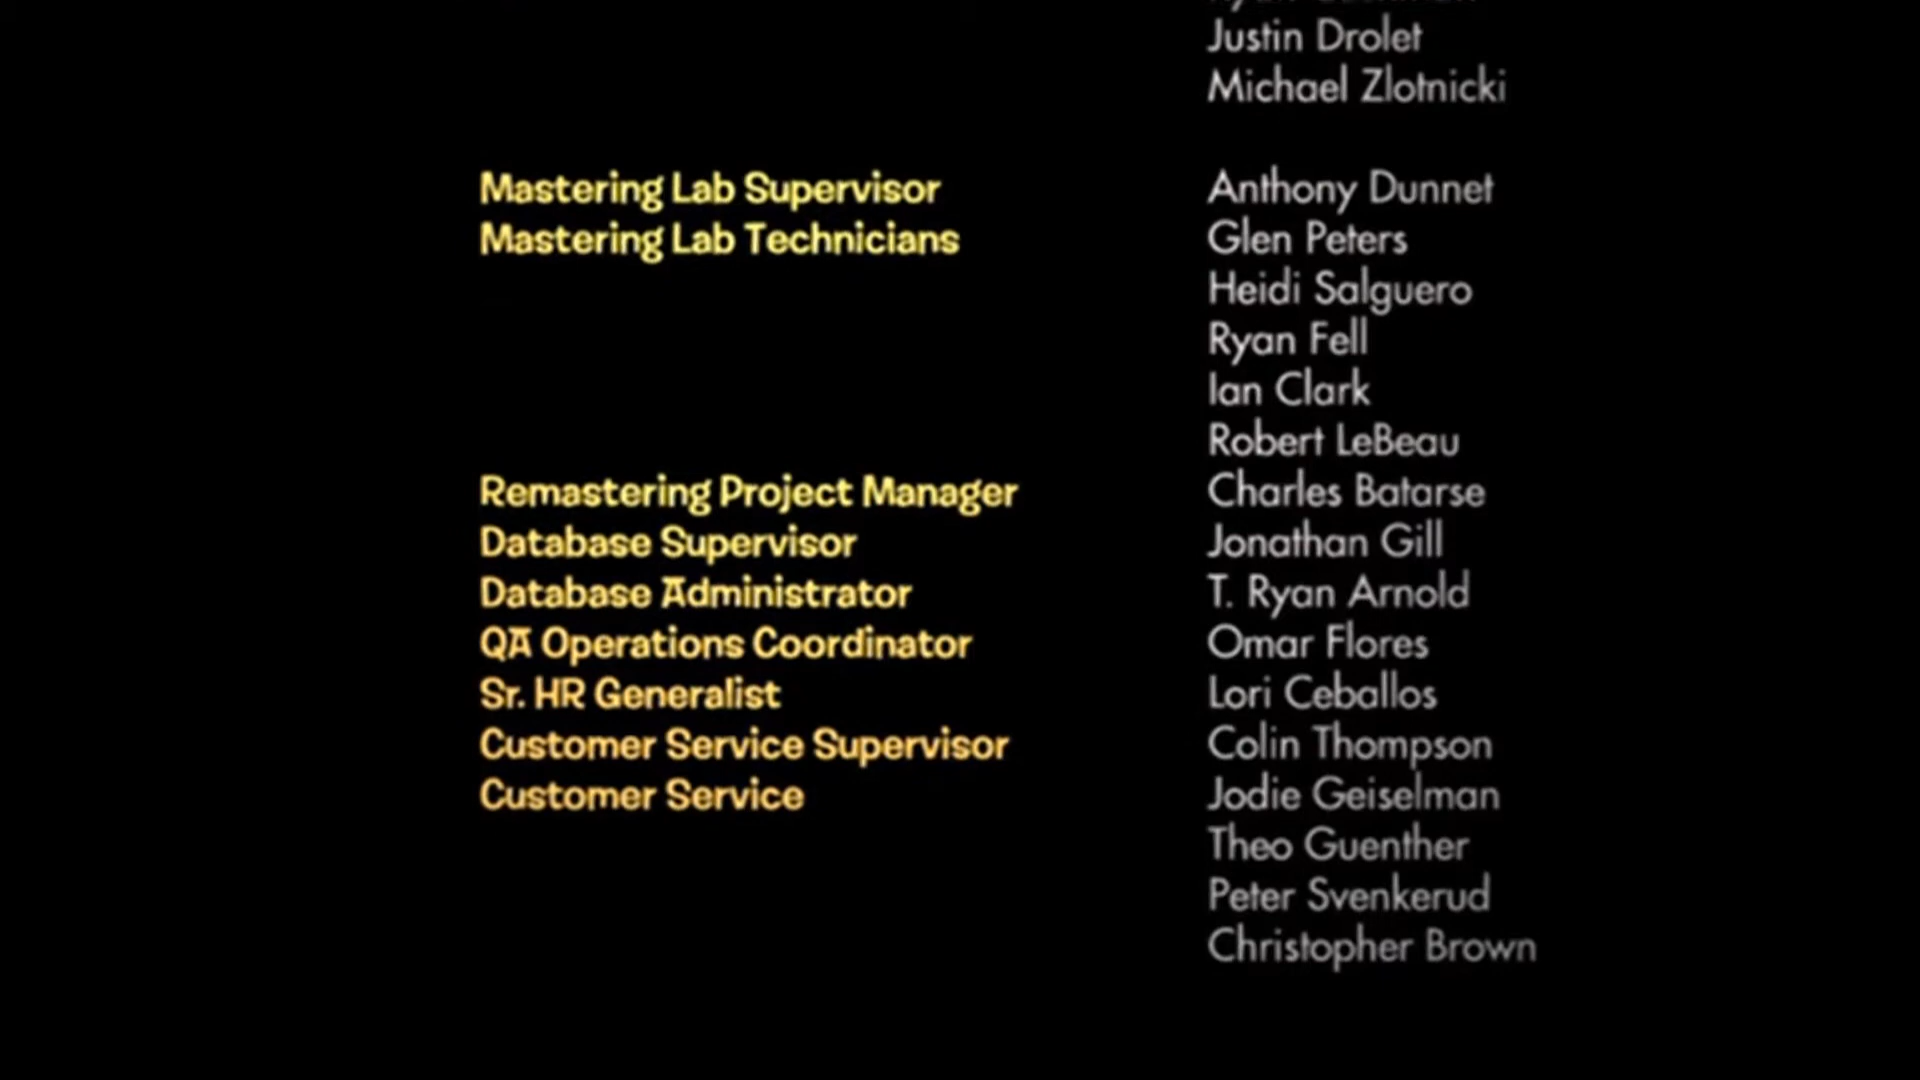 Justin Drolet
Michael Zlotnicki
Mastering Lab Supervisor Anthony Dunnet
Mastering Lab Technicians Glen Peters
Heidi Salguero
Ryan Fell
Ian Clark
Robert LeBeau
Remastering Project Manager Charles Batarse
Database Supervisor Jonathan Gill
Database Administrator T. Ryan Arnold
QA Operations Coordinator Omar Flores
Sr. HR Generalist Lori Ceballos
Customer Service Supervisor Colin Thompson
Customer Service Jodie Geiselman
Theo Guenther
Peter Svenkerud
Christopher Brown